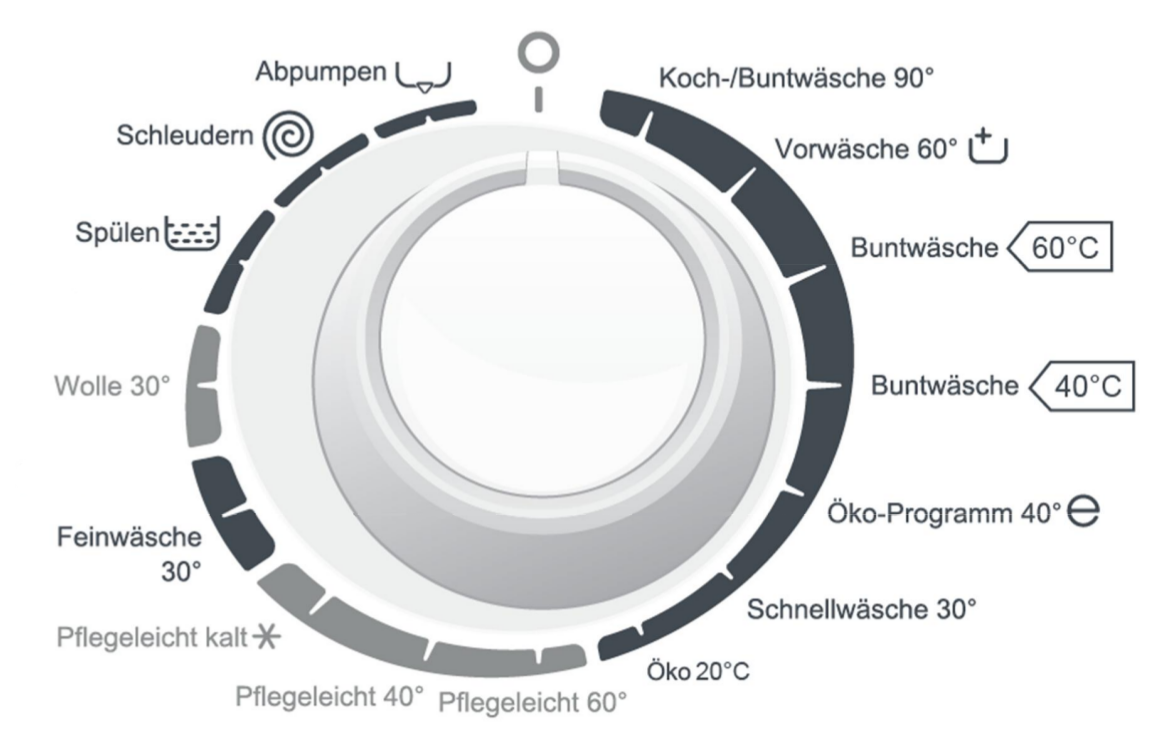 Koch-/Buntwäsche 90°
Vorwäsche 60°
Buntwäsche 60°C
Buntwäsche 40°C
Öko-Programm 40°
Schnellwäsche 30°
Öko 20°C
Pflegeleicht 60°
Pflegeleicht 40°
Pflegeleicht kalt
Feinwäsche
30°
Wolle 30°
Spülen
Schleudern
Abpumpen